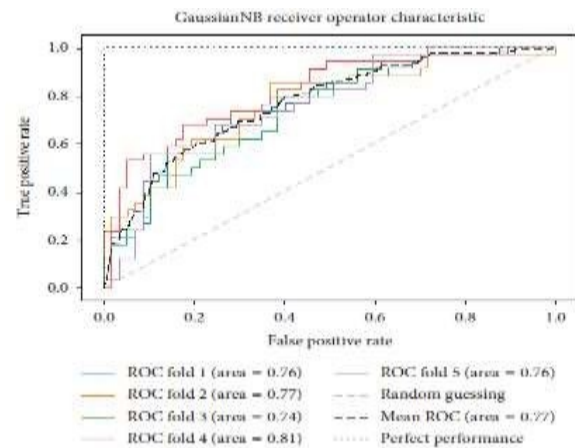 GaussianNB receiver operator characteristic
1.0
0.8
0.6
0.4
0.2
0.0
True positive rate
0.0 0.2 0.4 0.6 0.8 1.0
False positive rate
ROC fold 1 (area = 0.76)
ROC fold 2 (area = 0.77)
ROC fold 3 (area = 0.74)
ROC fold 4 (area = 0.81)
ROC fold 5 (area = 0.76)
Random guessing
Mean ROC (area = 0.77)
Perfect performance